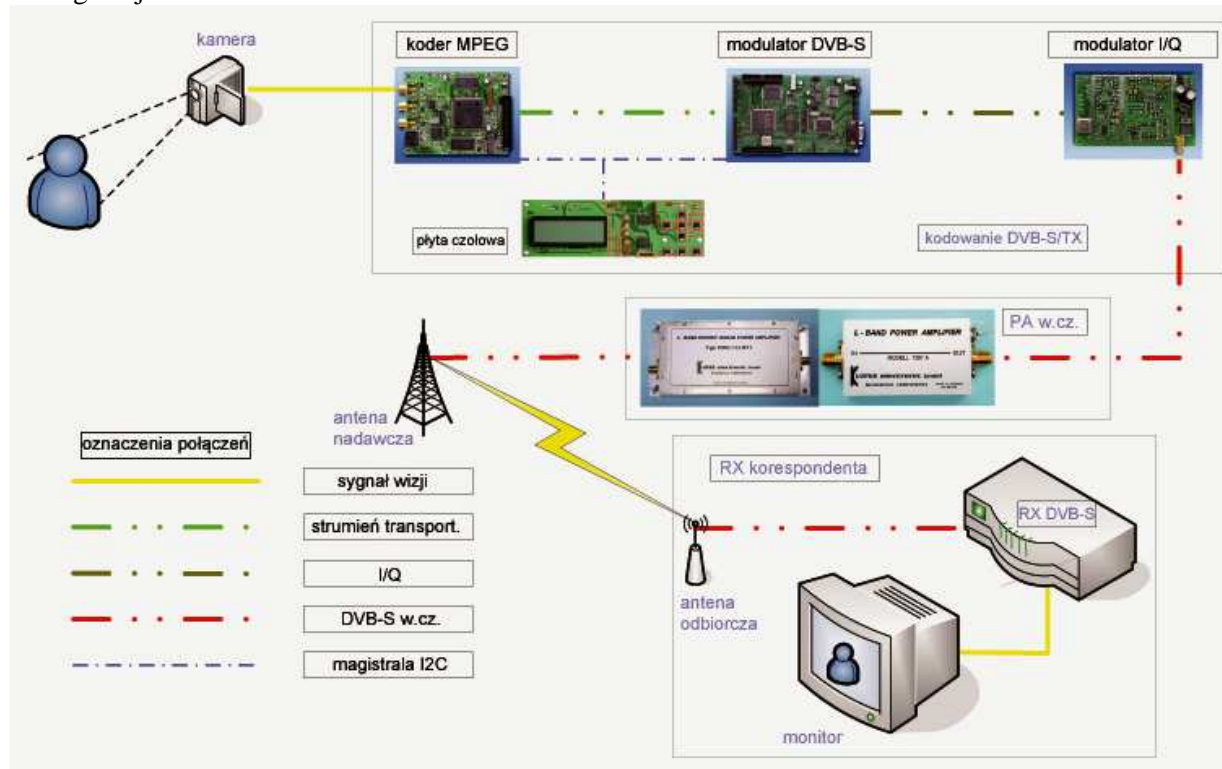 kamera
koder MPEG
modulator DVB-S
modulator I/Q
płyta czołowa
kodowanie DVB-S/TX
PA w.cz.
L-BAND POWER AMPLIFIER
OUT
antena
nadawcza
oznaczenia połączeń
sygnał wizji
strumień transport.
I/Q
DVB-S w.cz.
magistrala I2C
RX korespondenta
RX DVB-S
antena
odbiorcza
monitor